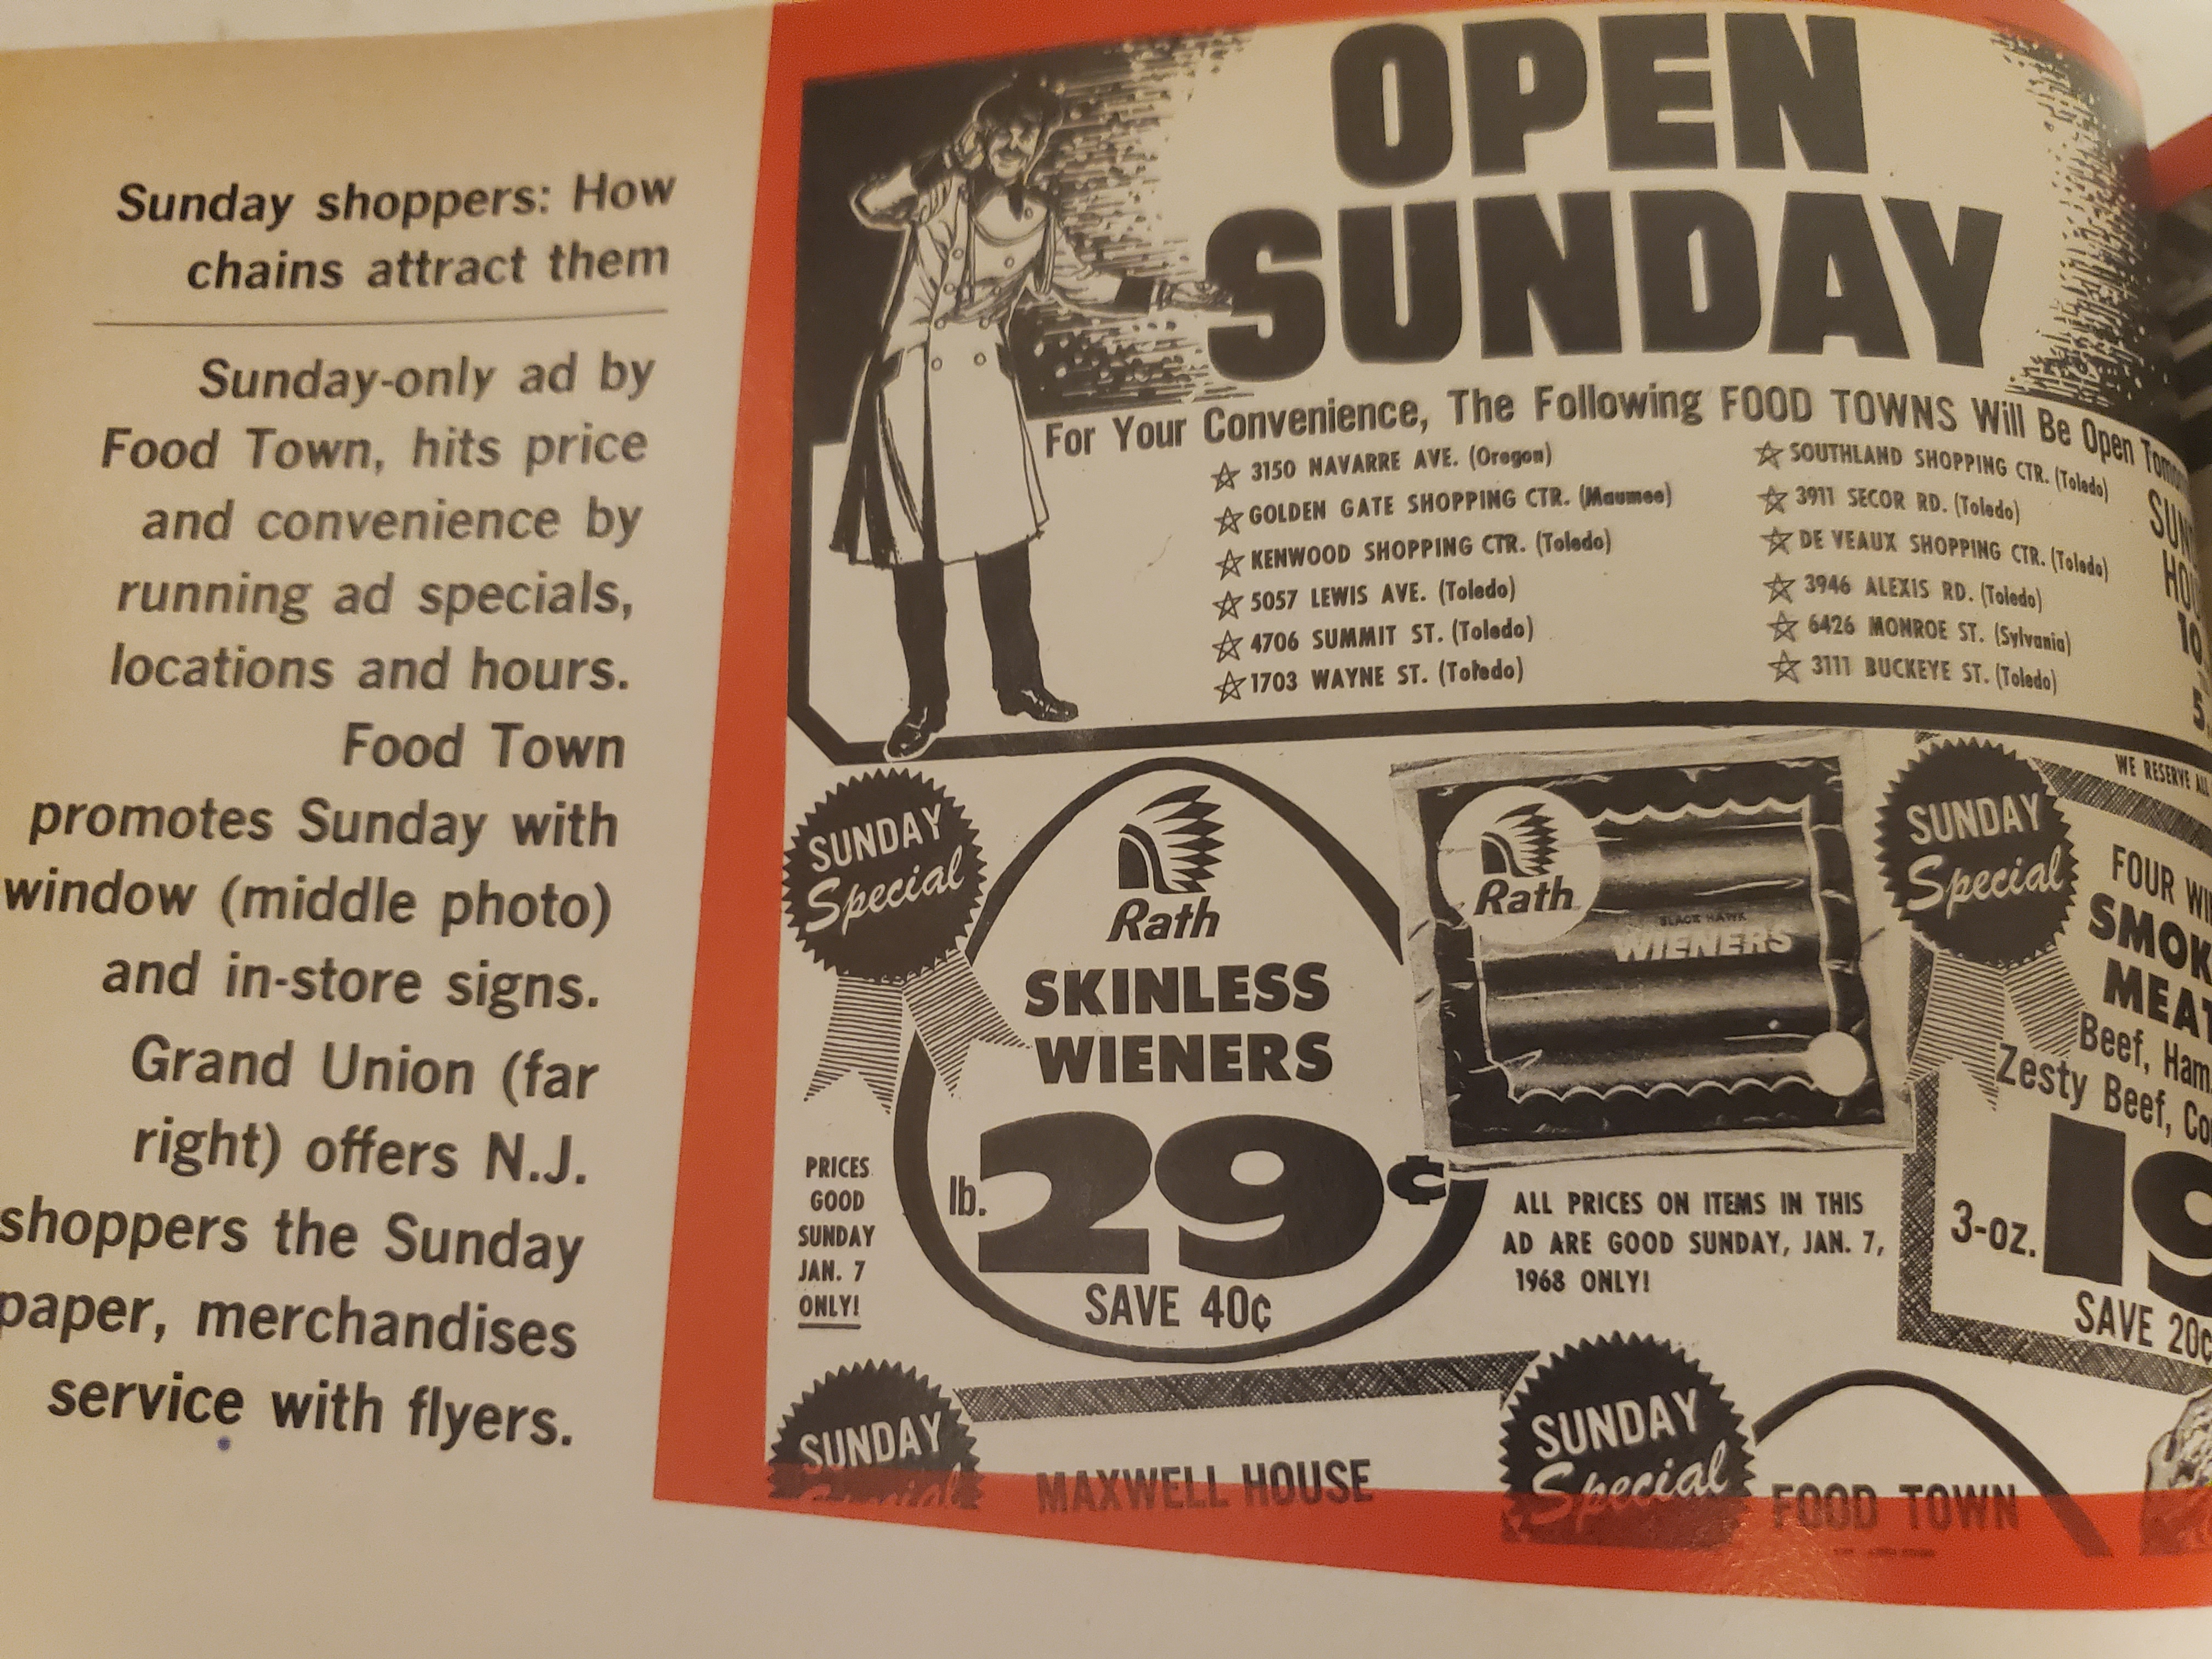 Sunday shoppers: How
chains attract them
Sunday-only ad by
Food Town, hits price
and convenience by
running ad specials,
locations and hours.
Food Town
promotes Sunday with
window (middle photo)
and in-store signs.
Grand Union (far
right) offers N.J.
shoppers the Sunday
paper, merchandises
service with flyers.
OPEN
SUNDAY
For Your Convenience, The Following FOOD TOWNS Will Be Open
3150 NAVARRE AVE. (Oregon)
GOLDEN GATE SHOPPING CTR. (Maumee)
KENWOOD SHOPPING CTR. (Toledo)
5057 LEWIS AVE. (Toledo)
4706 SUMMIT ST. (Toledo)
1703 WAYNE ST. (Toledo)
SOUTHLAND SHOPPING CTR. (Toledo)
3911 SECOR RD. (Toledo)
DE VEAUX SHOPPING CTR. (Toledo)
3946 ALEXIS RD. (Toledo)
6426 MONROE ST. (Sylvania)
3111 BUCKEYE ST. (Toledo)
SUNDAY
Special
Rath
SKINLESS
WIENERS
lb. 29¢
SAVE 40¢
PRICES
GOOD
SUNDAY
JAN. 7
ONLY!
Rath
BLACK HAWK
WIENERS
ALL PRICES ON ITEMS IN THIS
AD ARE GOOD SUNDAY, JAN. 7,
1968 ONLY!
WE RESERVE
SUNDAY
Special
FOUR
Beef,
Zesty Beef,
3-oz. 19
SAVE 20¢
SUNDAY
Special
MAXWELL HOUSE
SUNDAY
Special
FOOD TOWN